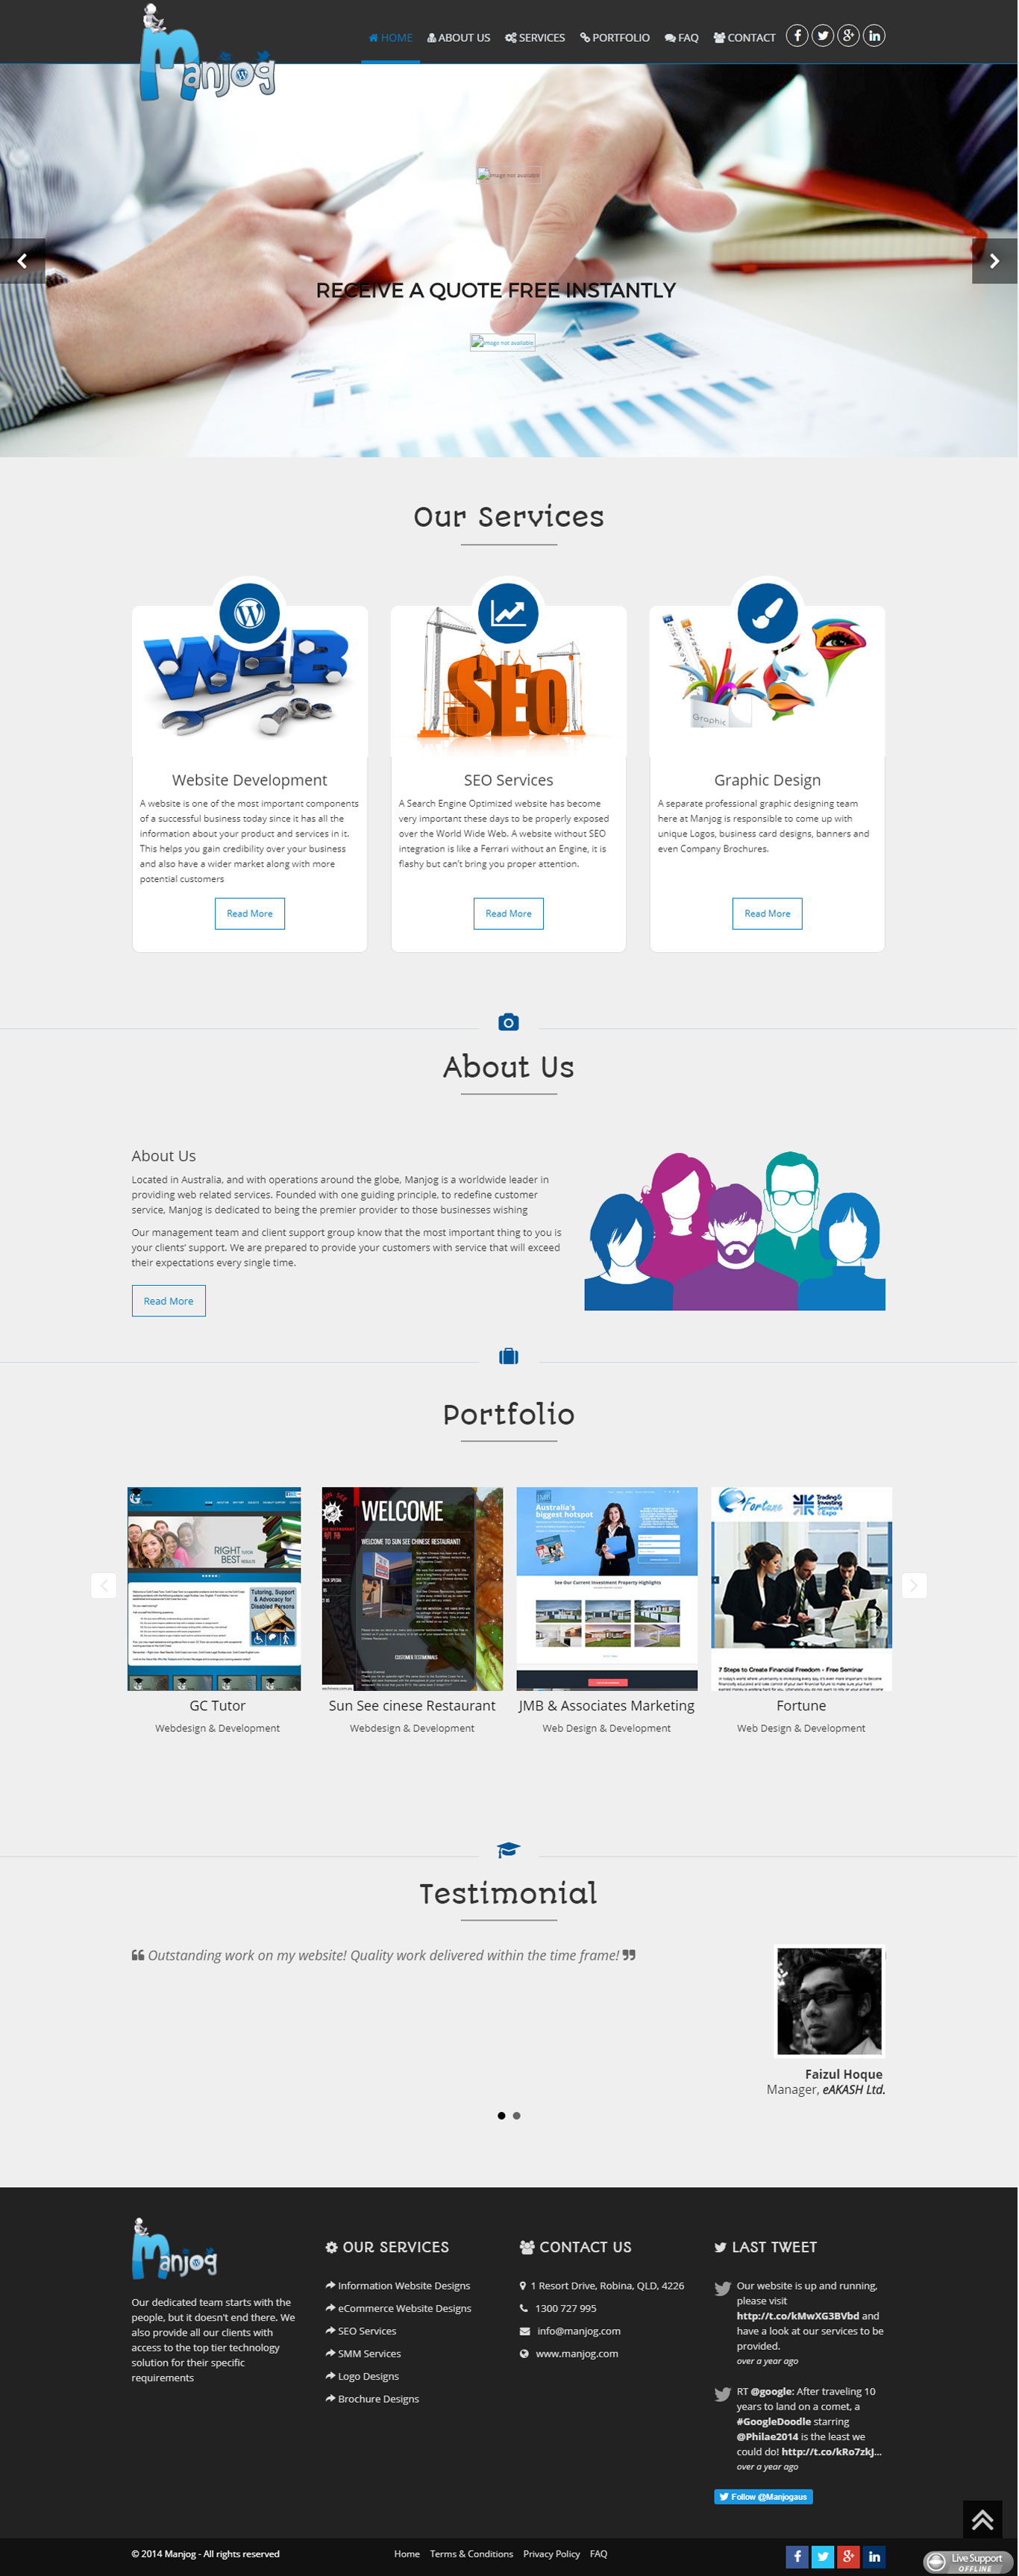 Manjog
HOME
ABOUT US
SERVICES
PORTFOLIO
FAQ
CONTACT
image not available
RECEIVE A QUOTE FREE INSTANTLY
image not available
Our Services
WEB
SEO
Graphic
Website Development
A website is one of the most important components
of a successful business today since it has all the
information about your product and services in it.
This helps you gain credibility over your business
and also have a wider market along with more
potential customers
Read More
SEO Services
A Search Engine Optimized website has become
very important these days to be properly exposed
over the World Wide Web. A website without SEO
integration is like a Ferrari without an Engine, it is
flashy but can't bring you proper attention.
Read More
Graphic Design
A separate professional graphic designing team
here at Manjog is responsible to come up with
unique Logos, business card designs, banners and
even Company Brochures.
Read More
About Us
About Us
Located in Australia, and with operations around the globe, Manjog is a worldwide leader in
providing web related services. Founded with one guiding principle, to redefine customer
service, Manjog is dedicated to being the premier provider to those businesses wishing
Our management team and client support group know that the most important thing to you is
your clients' support. We are prepared to provide your customers with service that will exceed
their expectations every single time.
Read More
Portfolio
RIGHT TUTOR
BEST RESULTS
Tutoring, Support
& Advocacy for
Disabled Persons
SUN SEE
WELCOME
WELCOME TO SUN SEE CHINESE RESTAURANT!
CUSTOMER TESTIMONIALS
JMB
Australia's
biggest hotspot
See Our Current Investment Property Highlights
Fortune
Trading &
Investing
Seminars
& Expo
7 Steps to Create Financial Freedom - Free Seminar
GC Tutor
Webdesign & Development
Sun See cinese Restaurant
Webdesign & Development
JMB & Associates Marketing
Web Design & Development
Fortune
Web Design & Development
Testimonial
Outstanding work on my website! Quality work delivered within the time frame!
Faizul Hoque
Manager, eAKASH Ltd.
Manjog
Our dedicated team starts with the
people, but it doesn't end there. We
also provide all our clients with
access to the top tier technology
solution for their specific
requirements
OUR SERVICES
Information Website Designs
eCommerce Website Designs
SEO Services
SMM Services
Logo Designs
Brochure Designs
CONTACT US
1 Resort Drive, Robina, QLD, 4226
1300 727 995
info@manjog.com
www.manjog.com
LAST TWEET
Our website is up and running,
please visit
http://t.co/kMwXG3BVbd and
have a look at our services to be
provided.
over a year ago
RT @google: After traveling 10
years to land on a comet, a
#GoogleDoodle starring
@Philae2014 is the least we
could do! http://t.co/kRo7zkJ...
over a year ago
Follow @Manjogaus
© 2014 Manjog - All rights reserved
Home
Terms & Conditions
Privacy Policy
FAQ
Live Support
OFFLINE